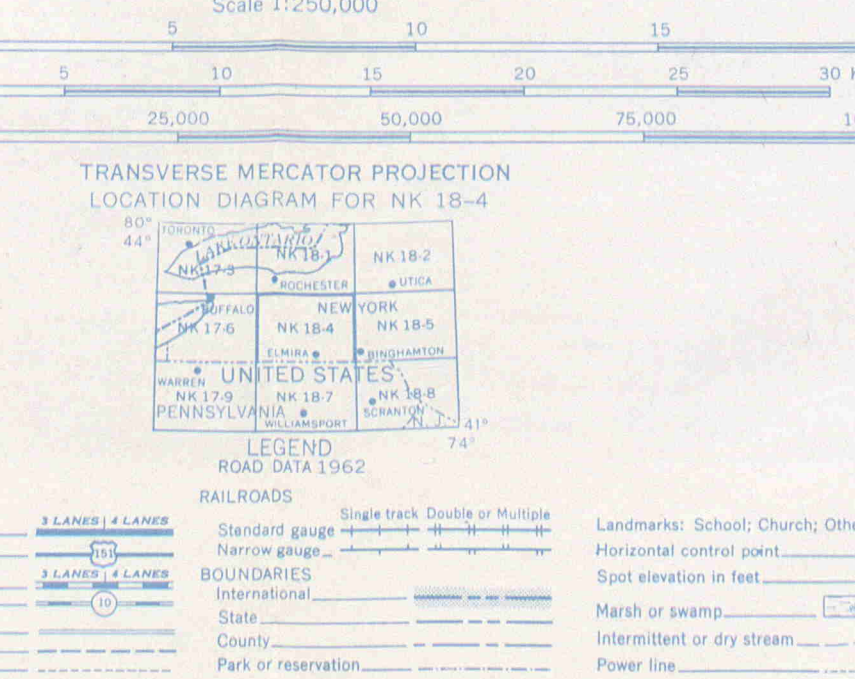 Scale 1:250,000
5 10 15
5 10 15 20 25 30
25,000 50,000 75,000
TRANSVERSE MERCATOR PROJECTION
LOCATION DIAGRAM FOR NK 18-4
80°
44°
TORONTO
LAKE ONTARIO
NK 17-3
NK 18-1
NK 18-2
ROCHESTER
UTICA
BUFFALO
NEW YORK
NK 17-6
NK 18-4
NK 18-5
ELMIRA
BINGHAMTON
WARREN
UNITED STATES
NK 17-9
NK 18-7
NK 18-8
PENNSYLVANIA
WILLIAMSPORT
SCRANTON
N. J.
41°
74°
LEGEND
ROAD DATA 1962
3 LANES | 4 LANES
151
3 LANES | 4 LANES
10
RAILROADS
Single track Double or Multiple
Standard gauge
Narrow gauge
BOUNDARIES
International
State
County
Park or reservation
Landmarks: School; Church; Othe
Horizontal control point
Spot elevation in feet
Marsh or swamp
Intermittent or dry stream
Power line